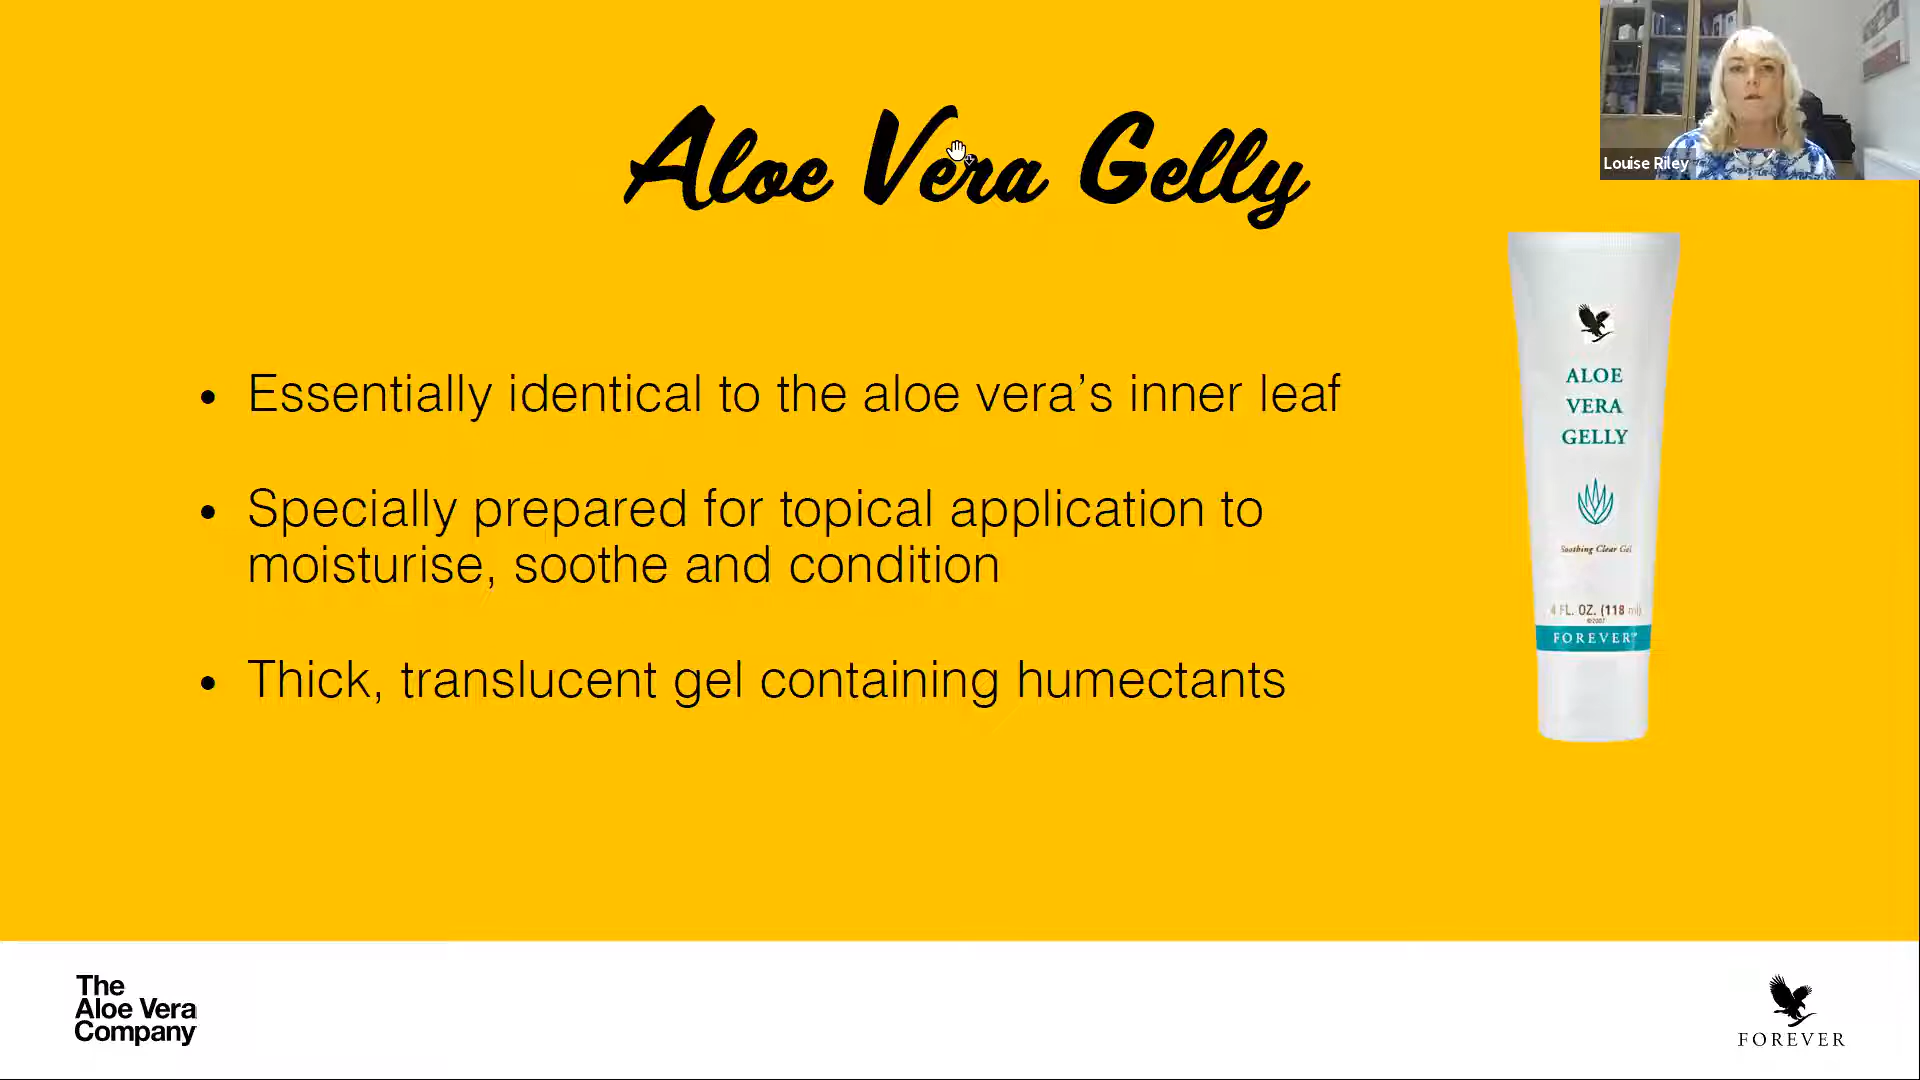 Aloe Vera Gelly
Louise Riley
• Essentially identical to the aloe vera’s inner leaf
• Specially prepared for topical application to
moisturise, soothe and condition
• Thick, translucent gel containing humectants
ALOE
VERA
GELLY
Soothing Clear Gel
4 FL. OZ. (118 ml)
©2007
FOREVER™
The
Aloe Vera
Company
FOREVER